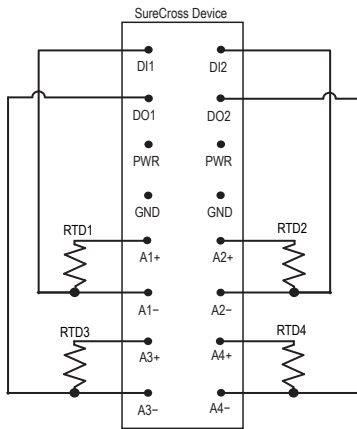 SureCross Device
DI1 DI2
DO1 DO2
PWR PWR
GND GND
RTD1 RTD2
A1+ A2+
A1− A2−
RTD3 RTD4
A3+ A4+
A3− A4−